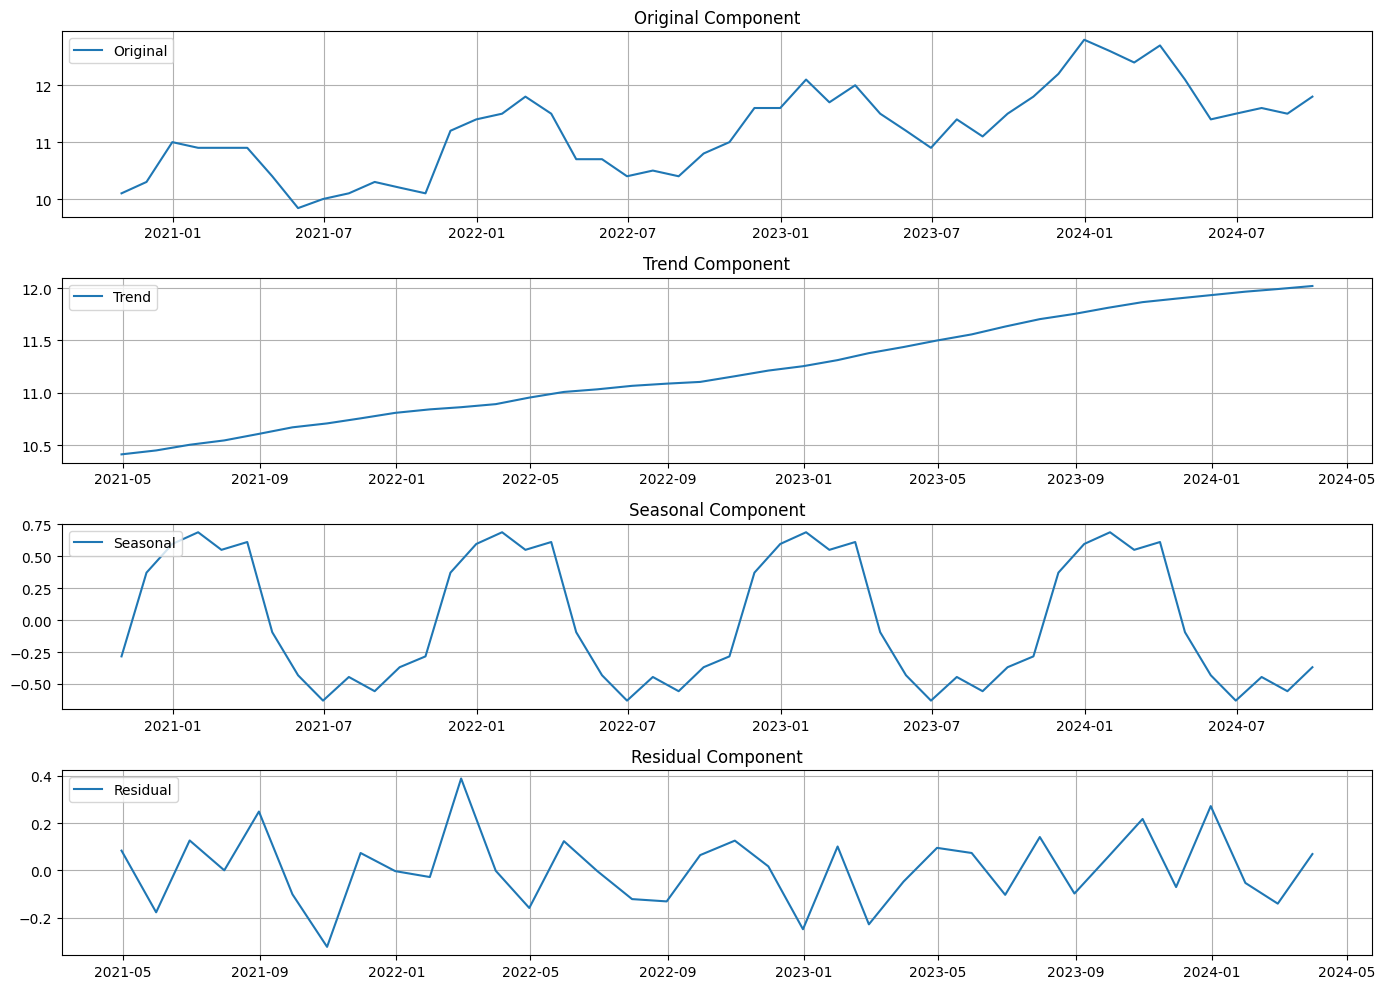 Original Component
Original
12
11
10
2021-01 2021-07 2022-01 2022-07 2023-01 2023-07 2024-01 2024-07
Trend Component
Trend
12.0
11.5
11.0
10.5
2021-05 2021-09 2022-01 2022-05 2022-09 2023-01 2023-05 2023-09 2024-01 2024-05
Seasonal Component
Seasonal
0.75
0.50
0.25
0.00
−0.25
−0.50
2021-01 2021-07 2022-01 2022-07 2023-01 2023-07 2024-01 2024-07
Residual Component
Residual
0.4
0.2
0.0
−0.2
2021-05 2021-09 2022-01 2022-05 2022-09 2023-01 2023-05 2023-09 2024-01 2024-05